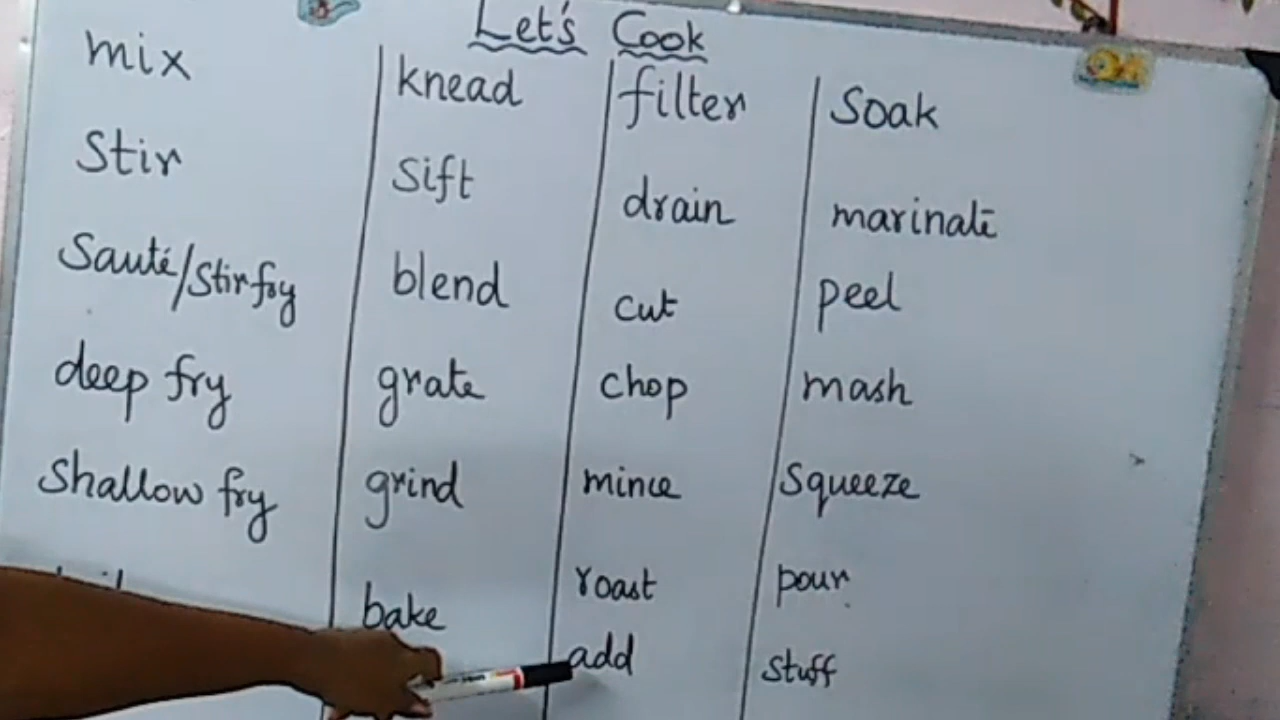 Let's Cook
mix
Stir
Sauté/Stir fry
deep fry
Shallow fry
knead
Sift
blend
grate
grind
bake
filter
drain
cut
chop
mince
roast
add
Soak
marinate
peel
mash
Squeeze
pour
Stuff